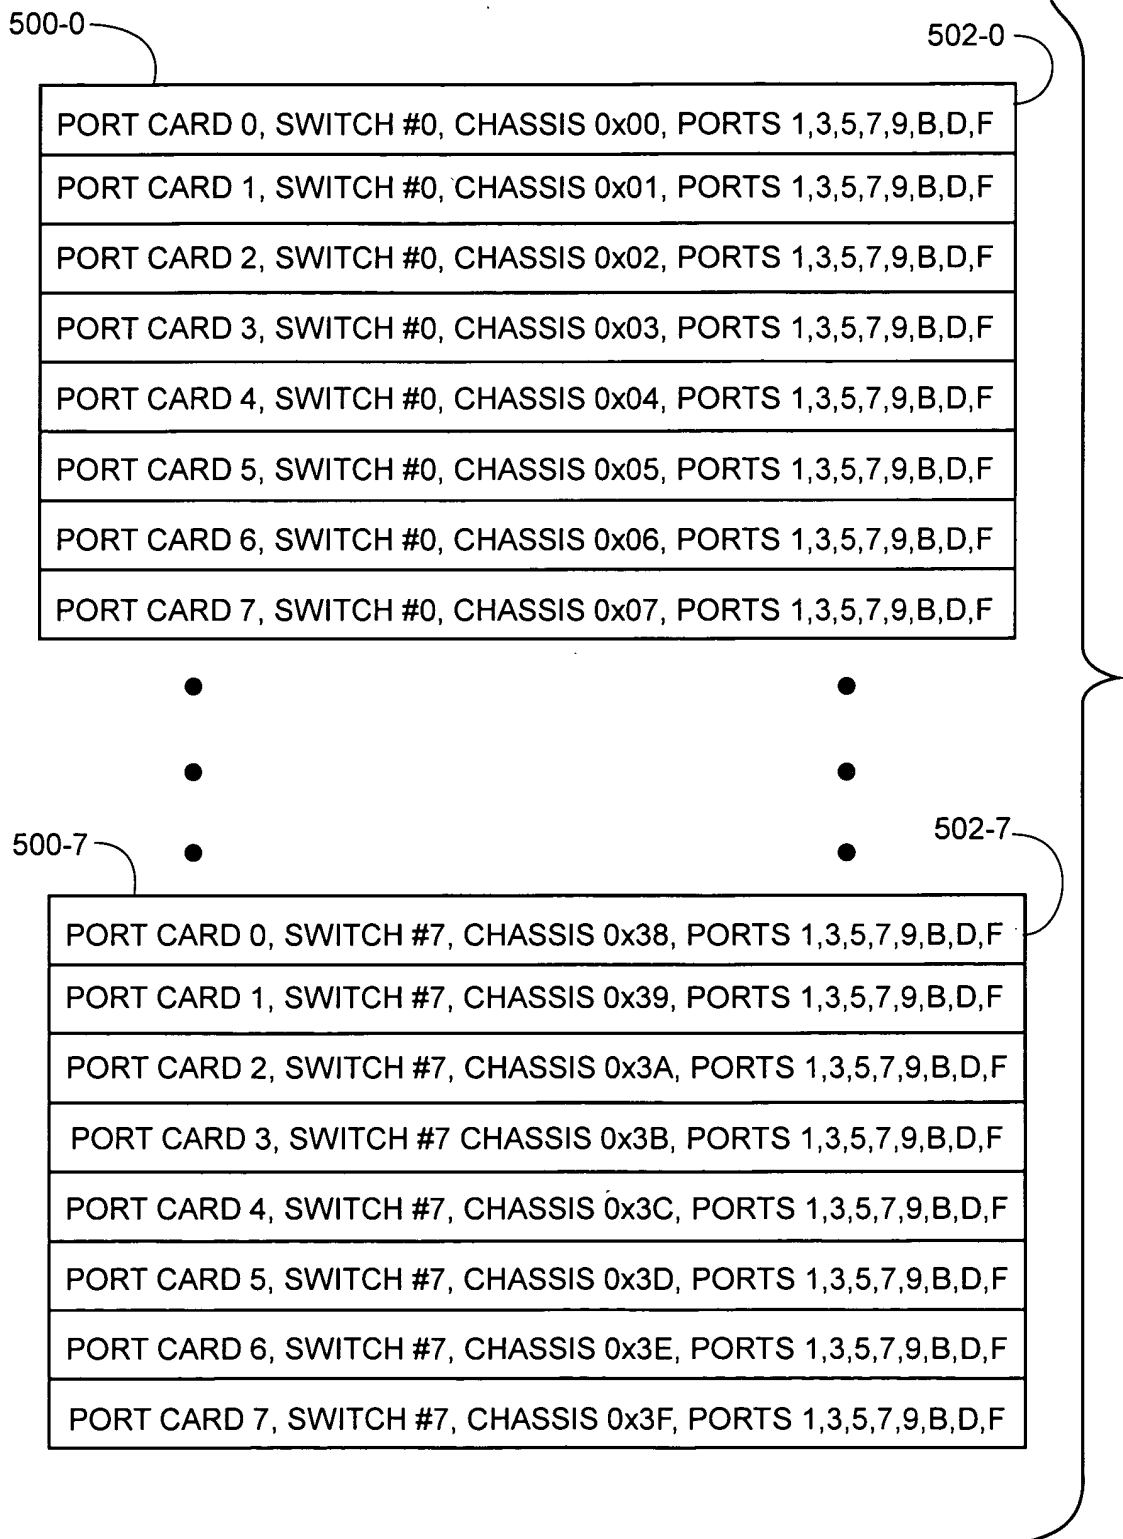 500-0
502-0
PORT CARD 0, SWITCH #0, CHASSIS 0x00, PORTS 1,3,5,7,9,B,D,F
PORT CARD 1, SWITCH #0, CHASSIS 0x01, PORTS 1,3,5,7,9,B,D,F
PORT CARD 2, SWITCH #0, CHASSIS 0x02, PORTS 1,3,5,7,9,B,D,F
PORT CARD 3, SWITCH #0, CHASSIS 0x03, PORTS 1,3,5,7,9,B,D,F
PORT CARD 4, SWITCH #0, CHASSIS 0x04, PORTS 1,3,5,7,9,B,D,F
PORT CARD 5, SWITCH #0, CHASSIS 0x05, PORTS 1,3,5,7,9,B,D,F
PORT CARD 6, SWITCH #0, CHASSIS 0x06, PORTS 1,3,5,7,9,B,D,F
PORT CARD 7, SWITCH #0, CHASSIS 0x07, PORTS 1,3,5,7,9,B,D,F
500-7
502-7
PORT CARD 0, SWITCH #7, CHASSIS 0x38, PORTS 1,3,5,7,9,B,D,F
PORT CARD 1, SWITCH #7, CHASSIS 0x39, PORTS 1,3,5,7,9,B,D,F
PORT CARD 2, SWITCH #7, CHASSIS 0x3A, PORTS 1,3,5,7,9,B,D,F
PORT CARD 3, SWITCH #7 CHASSIS 0x3B, PORTS 1,3,5,7,9,B,D,F
PORT CARD 4, SWITCH #7, CHASSIS 0x3C, PORTS 1,3,5,7,9,B,D,F
PORT CARD 5, SWITCH #7, CHASSIS 0x3D, PORTS 1,3,5,7,9,B,D,F
PORT CARD 6, SWITCH #7, CHASSIS 0x3E, PORTS 1,3,5,7,9,B,D,F
PORT CARD 7, SWITCH #7, CHASSIS 0x3F, PORTS 1,3,5,7,9,B,D,F